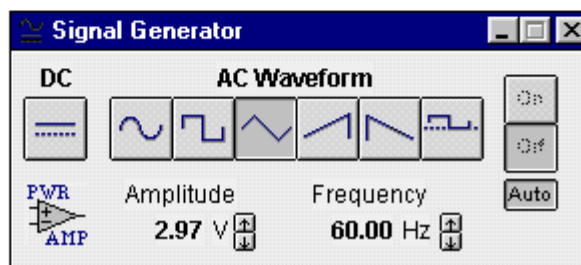 Signal Generator
DC AC Waveform
On
Off
Auto
PWR
AMP
Amplitude Frequency
2.97 V 60.00 Hz